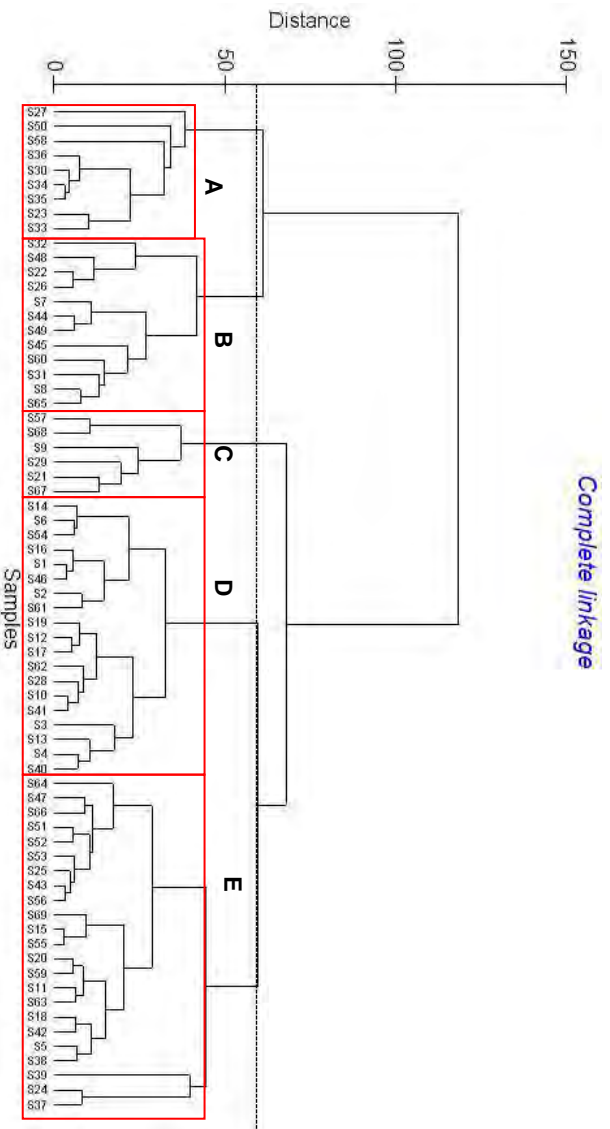 Complete linkage
Distance
0
50
100
150
A
B
C
D
E
S27
S50
S58
S36
S30
S34
S35
S23
S33
S32
S48
S22
S26
S7
S44
S49
S45
S60
S31
S8
S65
S57
S68
S9
S29
S21
S67
S14
S6
S54
S16
S1
S46
S2
S61
S19
S12
S17
S62
S28
S10
S41
S3
S13
S4
S40
S64
S47
S66
S51
S52
S53
S25
S43
S56
S69
S15
S55
S20
S59
S11
S63
S18
S42
S5
S38
S39
S24
S37
Samples